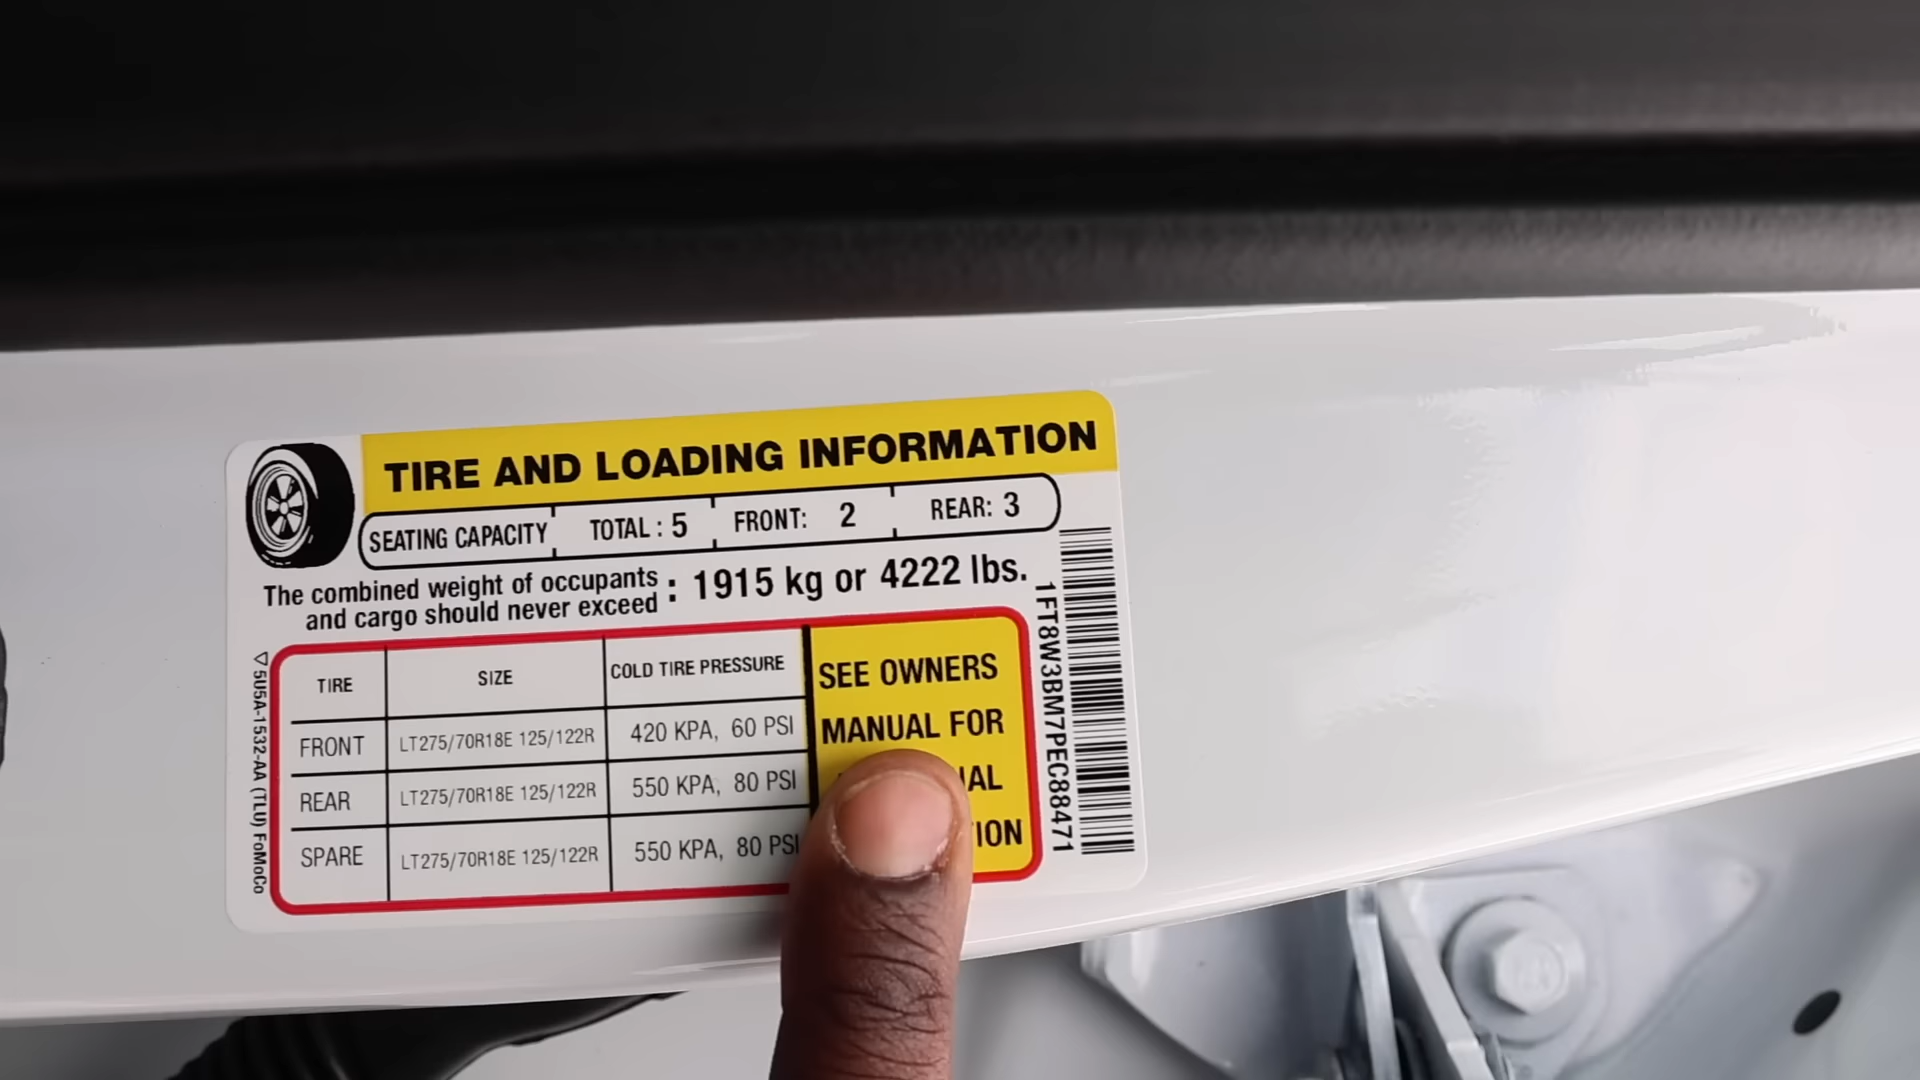 TIRE AND LOADING INFORMATION
SEATING CAPACITY TOTAL : 5 FRONT: 2 REAR: 3
The combined weight of occupants
and cargo should never exceed : 1915 kg or 4222 lbs.
TIRE SIZE COLD TIRE PRESSURE
FRONT LT275/70R18E 125/122R 420 KPA, 60 PSI
REAR LT275/70R18E 125/122R 550 KPA, 80 PSI
SPARE LT275/70R18E 125/122R 550 KPA, 80 PSI
SEE OWNERS
MANUAL FOR
1FT8W3BM7PEC88471
5U5A-1532-AA (TLU) FoMoCo